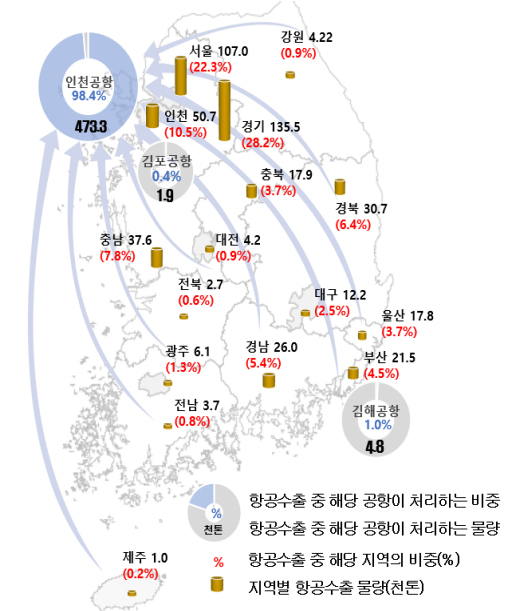 강원 4.22
(0.9%)
서울 107.0
(22.3%)
인천공항
98.4%
473.3
인천 50.7
(10.5%)
경기 135.5
(28.2%)
김포공항
0.4%
1.9
충북 17.9
(3.7%)
경북 30.7
(6.4%)
충남 37.6
(7.8%)
대전 4.2
(0.9%)
전북 2.7
(0.6%)
대구 12.2
(2.5%)
울산 17.8
(3.7%)
광주 6.1
(1.3%)
경남 26.0
(5.4%)
부산 21.5
(4.5%)
전남 3.7
(0.8%)
김해공항
1.0%
4.8
%
천톤
항공수출 중 해당 공항이 처리하는 비중
항공수출 중 해당 공항이 처리하는 물량
제주 1.0
(0.2%)
% 항공수출 중 해당 지역의 비중(%)
지역별 항공수출 물량(천톤)